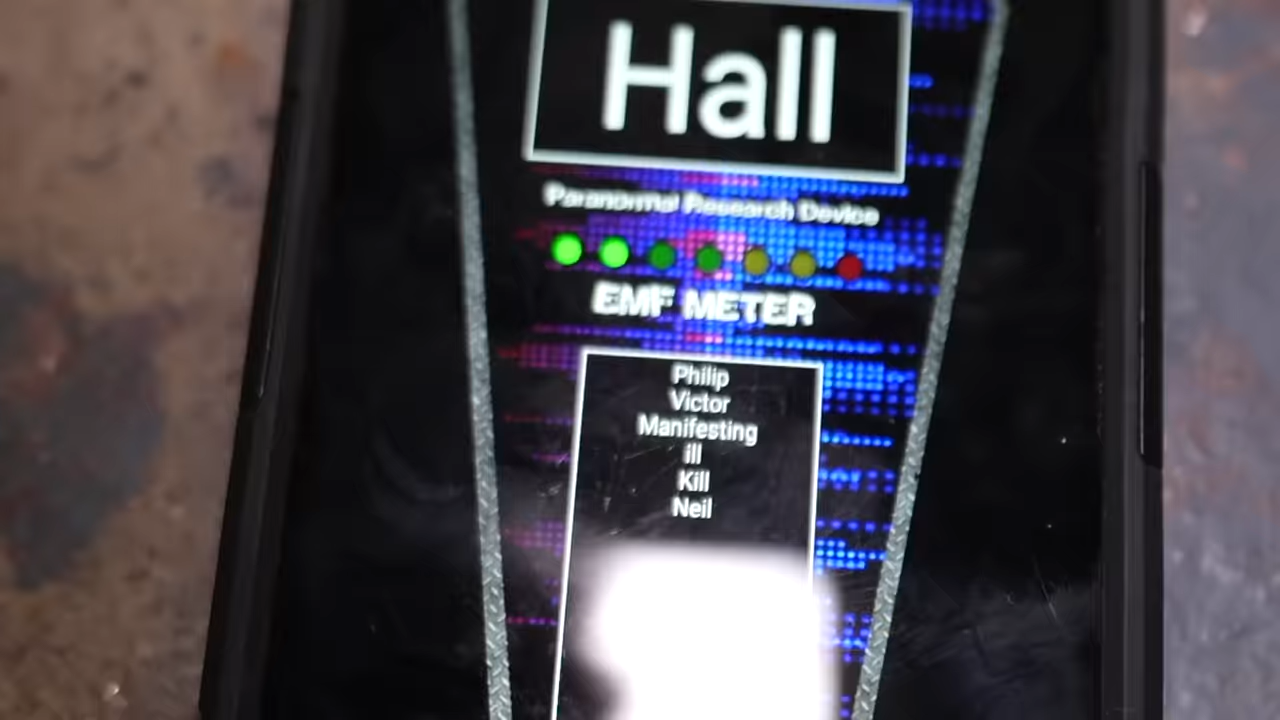 Hall
Paranormal Research Device
EMF METER
Philip
Victor
Manifesting
ill
Kill
Neil